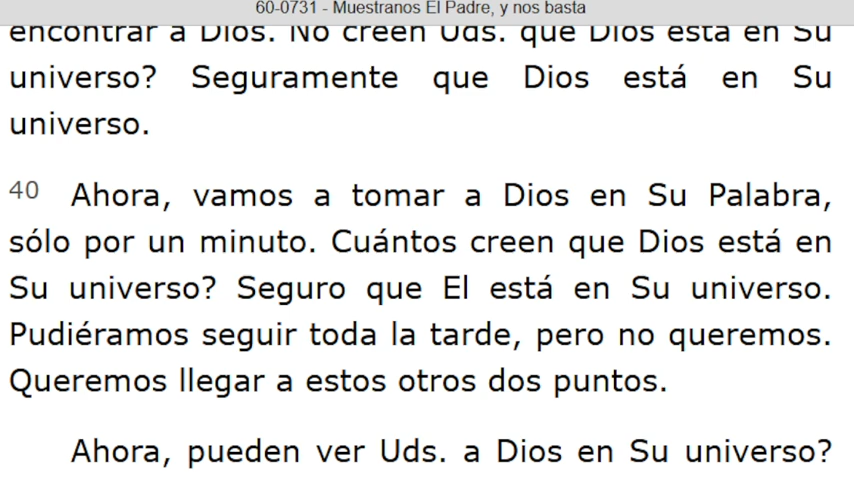 60-0731 - Muestranos El Padre, y nos basta
encontrar a Dios. No creen Uds. que Dios está en Su
universo? Seguramente que Dios está en Su
universo.
40 Ahora, vamos a tomar a Dios en Su Palabra,
sólo por un minuto. Cuántos creen que Dios está en
Su universo? Seguro que El está en Su universo.
Pudiéramos seguir toda la tarde, pero no queremos.
Queremos llegar a estos otros dos puntos.
Ahora, pueden ver Uds. a Dios en Su universo?